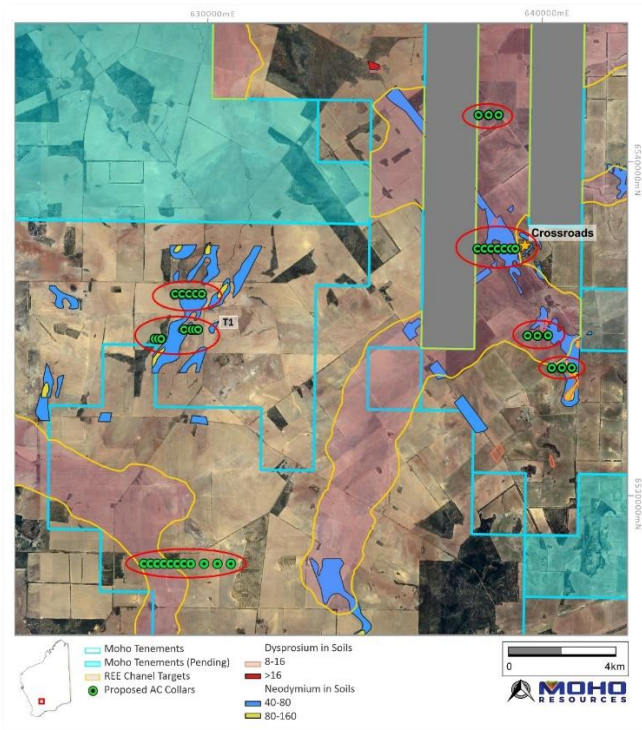 630000mE
640000mE
6540000mN
Crossroads
T1
6530000mN
Moho Tenements
Moho Tenements (Pending)
REE Chanel Targets
Proposed AC Collars
Dysprosium in Soils
8-16
>16
Neodymium in Soils
40-80
80-160
0 4km
MOHO
RESOURCES